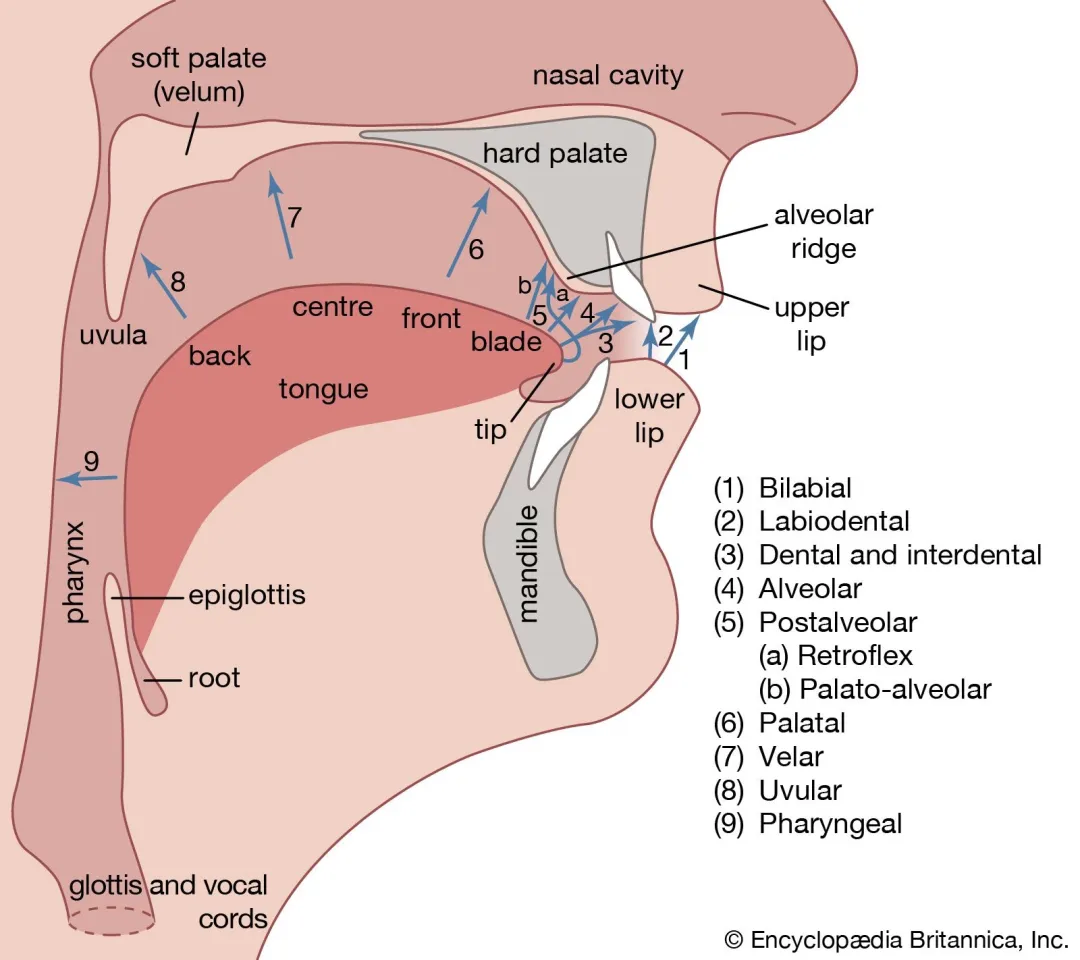 soft palate
(velum)
nasal cavity
hard palate
alveolar
ridge
7
6
8
b
a
5
4
3
2
1
upper
lip
uvula
centre
front
back
blade
tongue
tip
lower
lip
9
pharynx
epiglottis
root
mandible
glottis and vocal
cords
(1) Bilabial
(2) Labiodental
(3) Dental and interdental
(4) Alveolar
(5) Postalveolar
(a) Retroflex
(b) Palato-alveolar
(6) Palatal
(7) Velar
(8) Uvular
(9) Pharyngeal
© Encyclopædia Britannica, Inc.